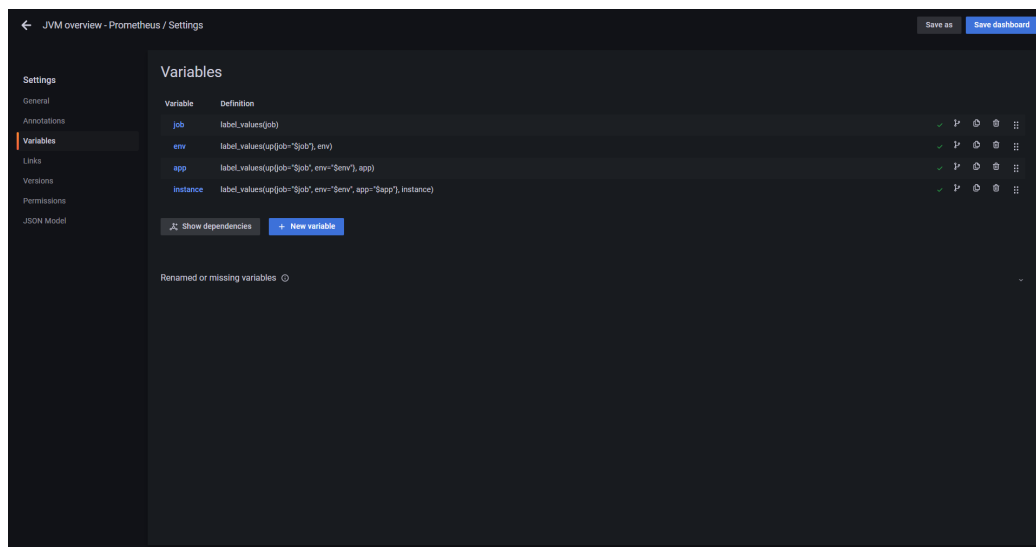 JVM overview - Prometheus / Settings
Save as
Save dashboard
Settings
General
Annotations
Variables
Links
Versions
Permissions
JSON Model
Variables
Variable Definition
job label_values(job)
env label_values(up{job="$job"}, env)
app label_values(up{job="$job", env="$env"}, app)
instance label_values(up{job="$job", env="$env", app="$app"}, instance)
Show dependencies
+ New variable
Renamed or missing variables